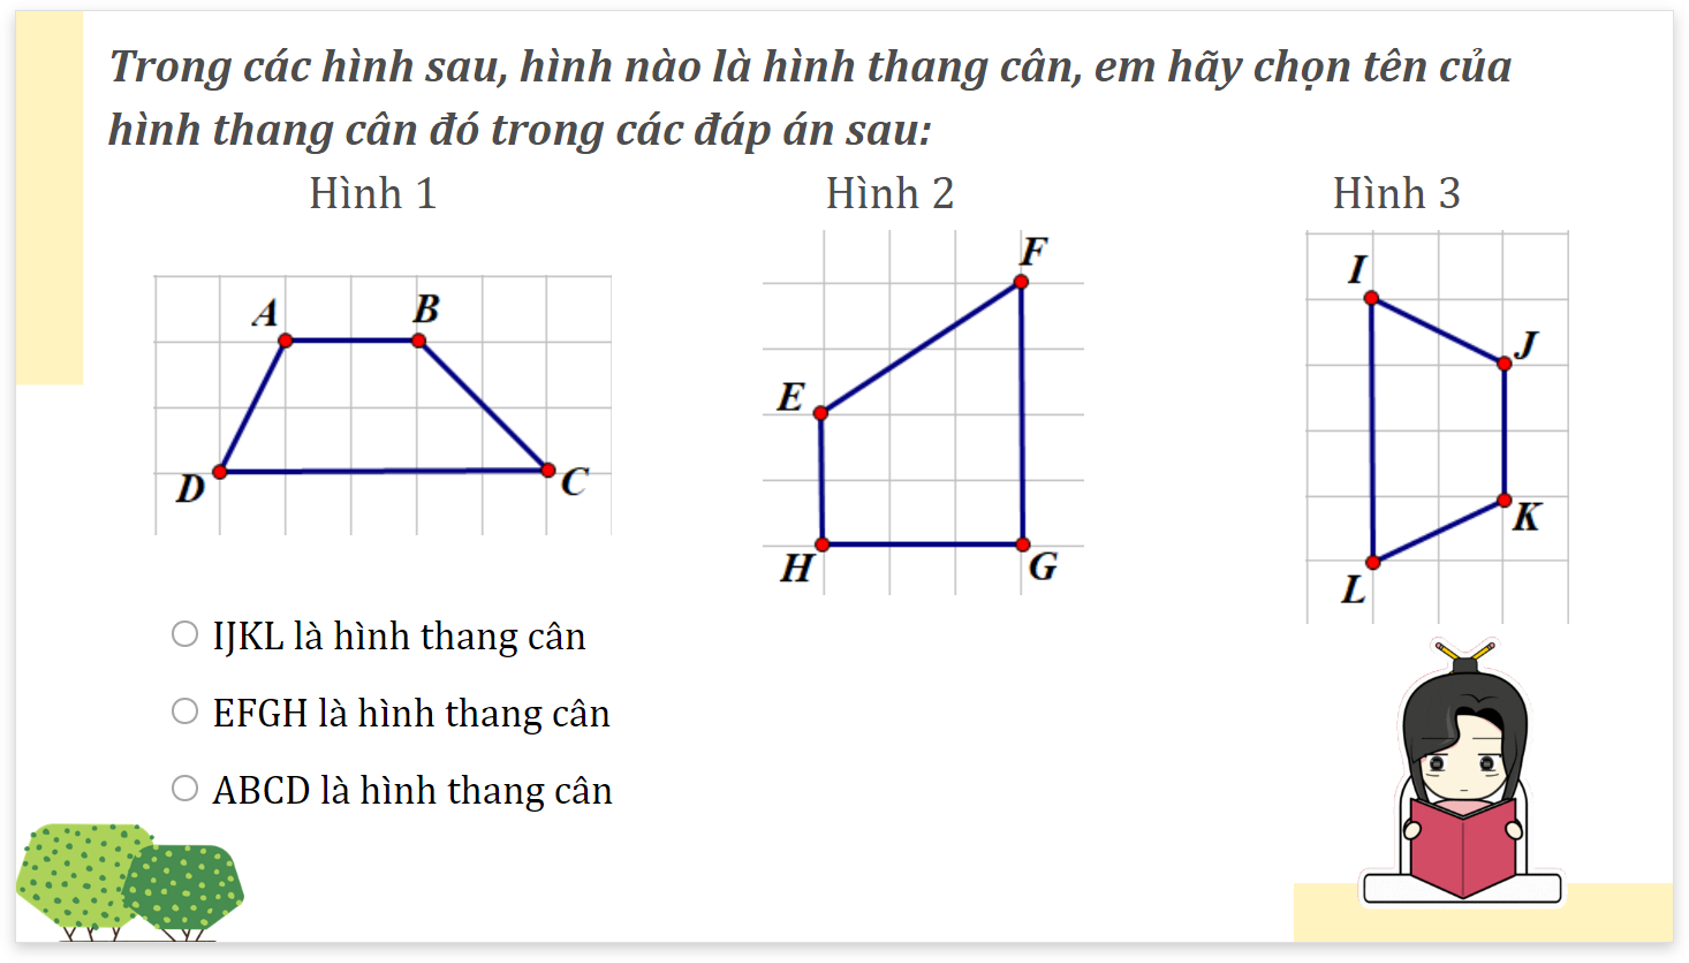 Trong các hình sau, hình nào là hình thang cân, em hãy chọn tên của
hình thang cân đó trong các đáp án sau:
Hình 1
Hình 2
Hình 3
A
B
D
C
F
E
H
G
I
J
K
L
IJKL là hình thang cân
EFGH là hình thang cân
ABCD là hình thang cân